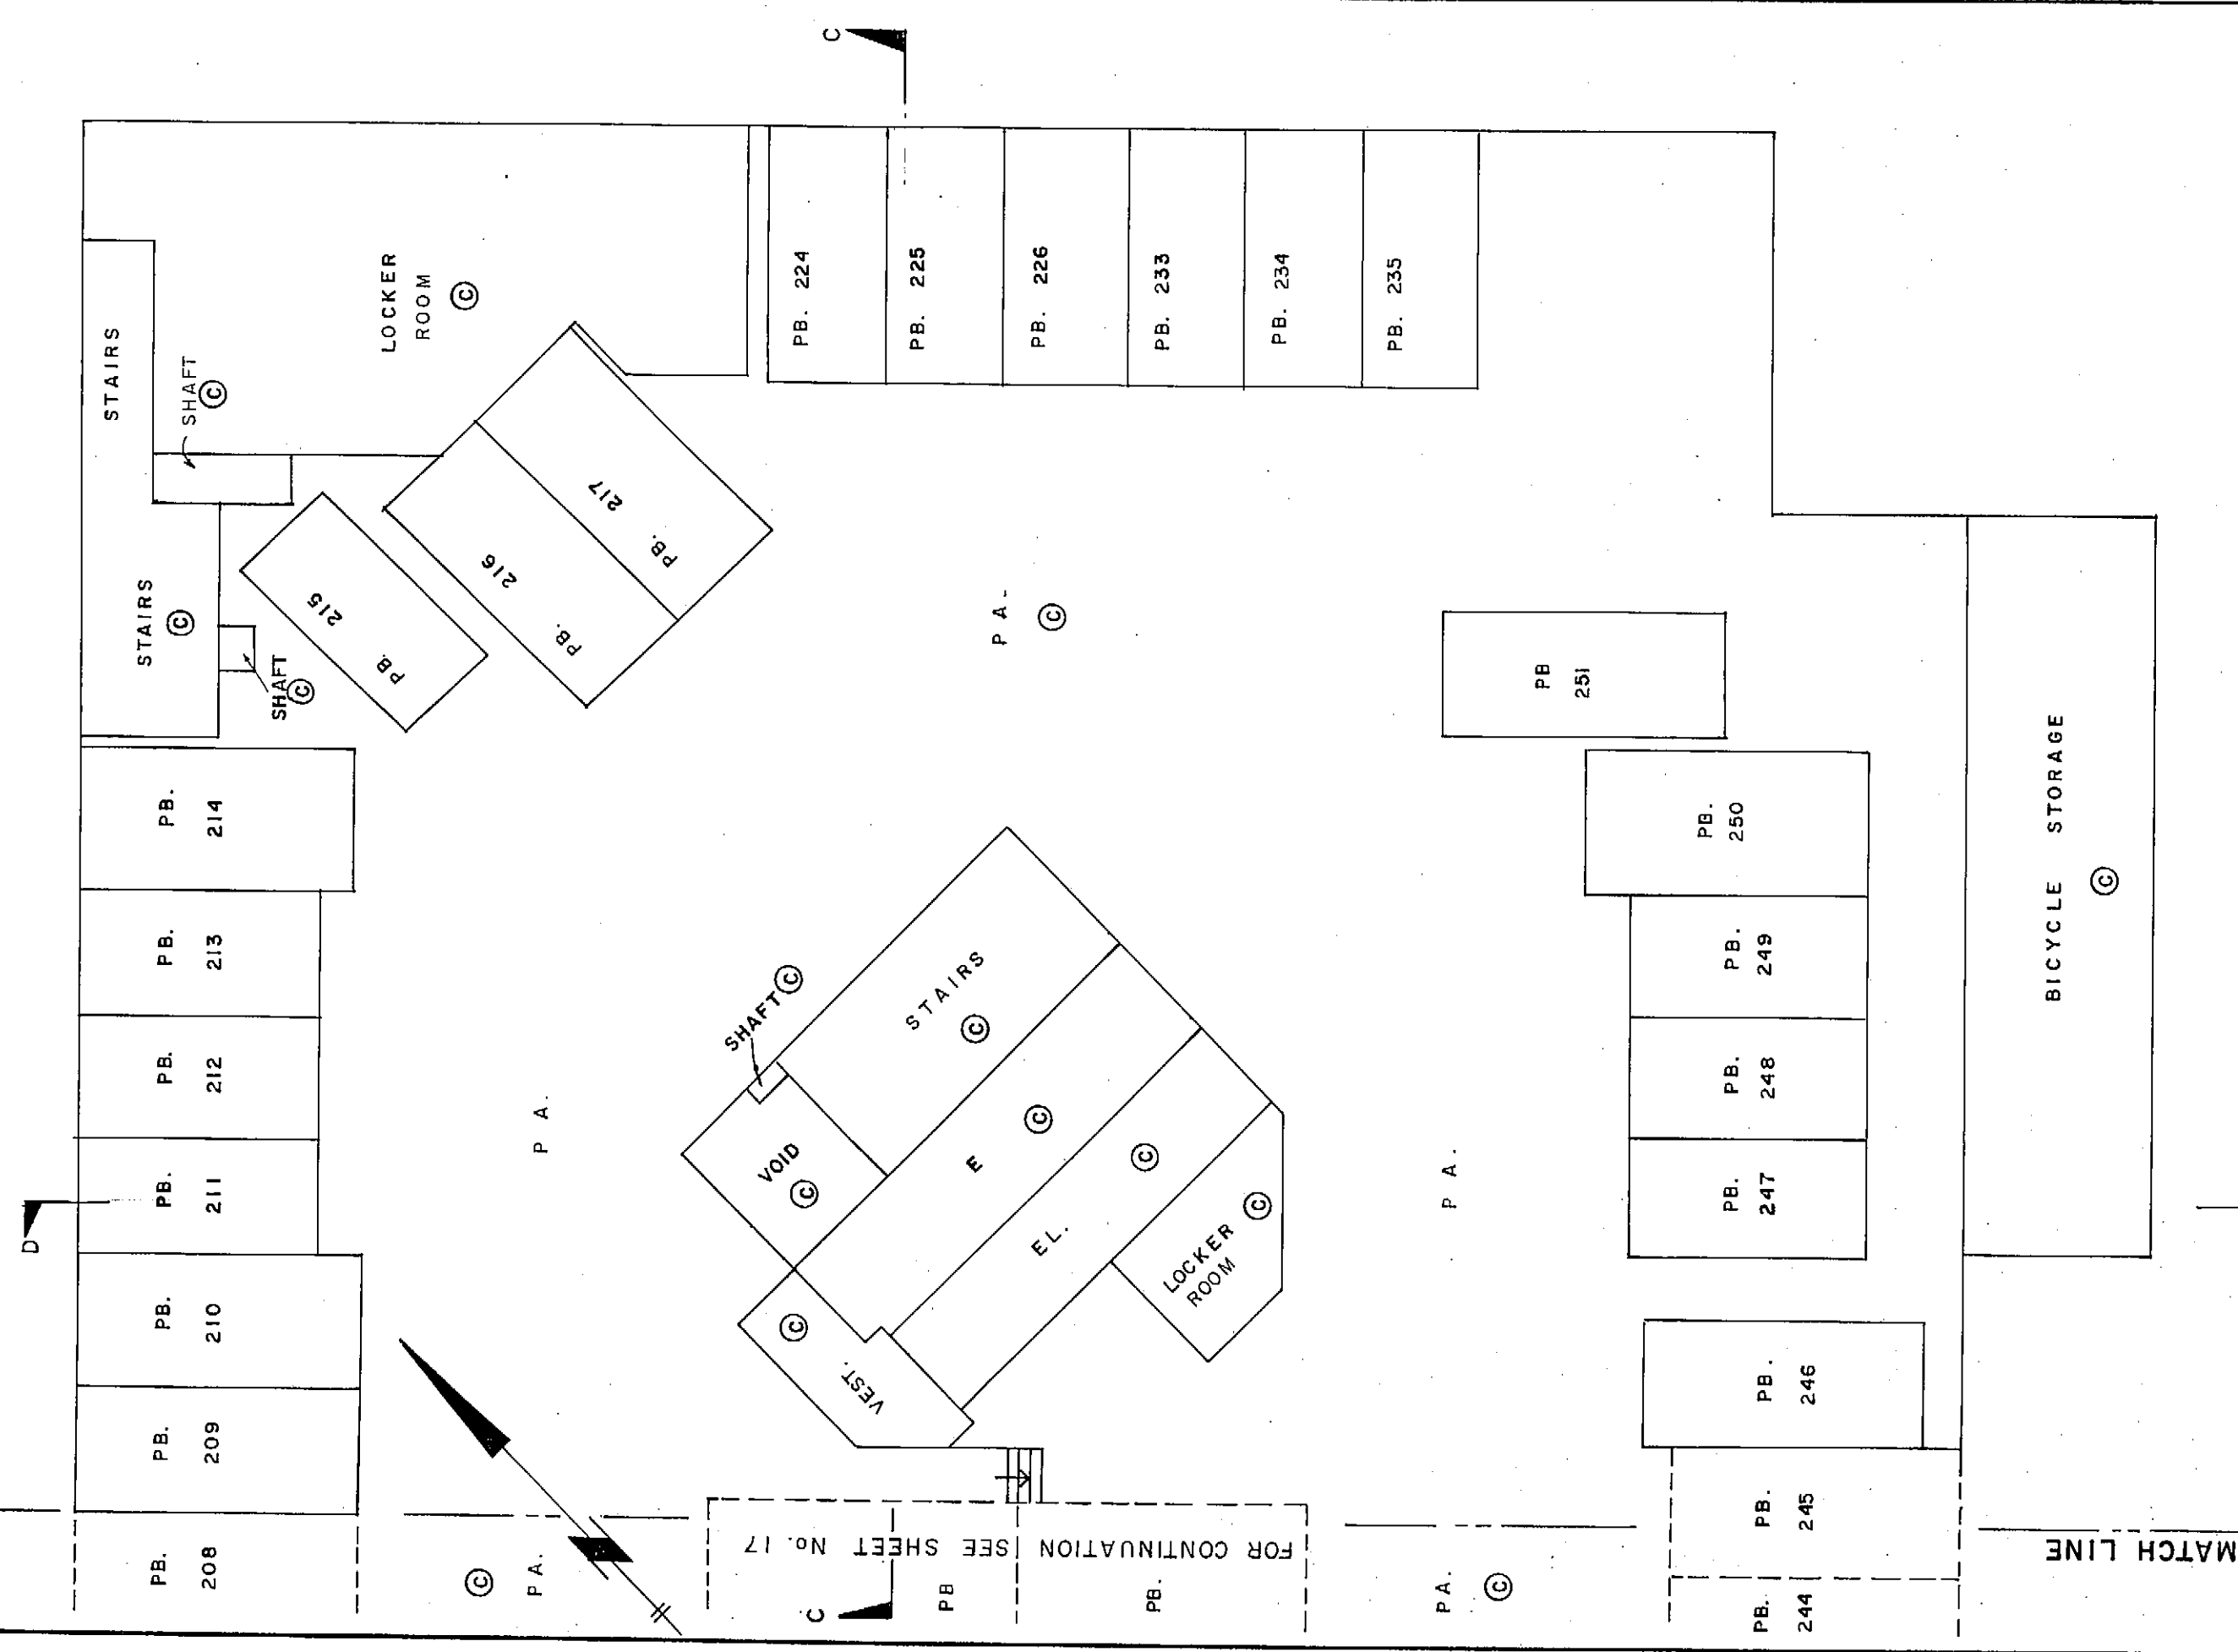 C
STAIRS
SHAFT
©
LOCKER
ROOM
©
STAIRS
©
SHAFT
©
PB. 215
PB. 216
PB. 217
PB. 224
PB. 225
PB. 226
PB. 233
PB. 234
PB. 235
PB.
214
PB.
213
PB.
212
PB.
211
PB.
210
PB.
209
PB.
208
D
P A.
P A.
©
P A.
©
SHAFT ©
STAIRS
©
VOID
©
E
©
EL.
©
LOCKER
ROOM
©
VEST.
©
P A.
PB
251
PB.
250
PB.
249
PB.
248
PB.
247
PB.
246
PB.
245
PB.
244
BICYCLE STORAGE
©
©
P A.
FOR CONTINUATION SEE SHEET No. 17
C
PB
PB.
P A.
©
MATCH LINE